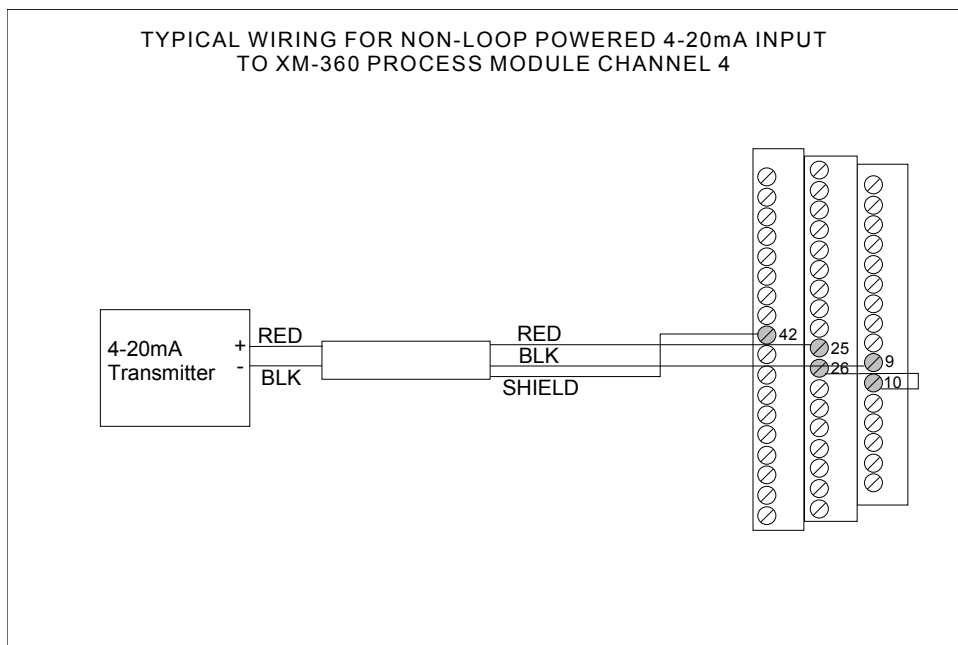 TYPICAL WIRING FOR NON-LOOP POWERED 4-20mA INPUT
TO XM-360 PROCESS MODULE CHANNEL 4
4-20mA
Transmitter
+
-
RED
BLK
RED
BLK
SHIELD
42
25
26
9
10